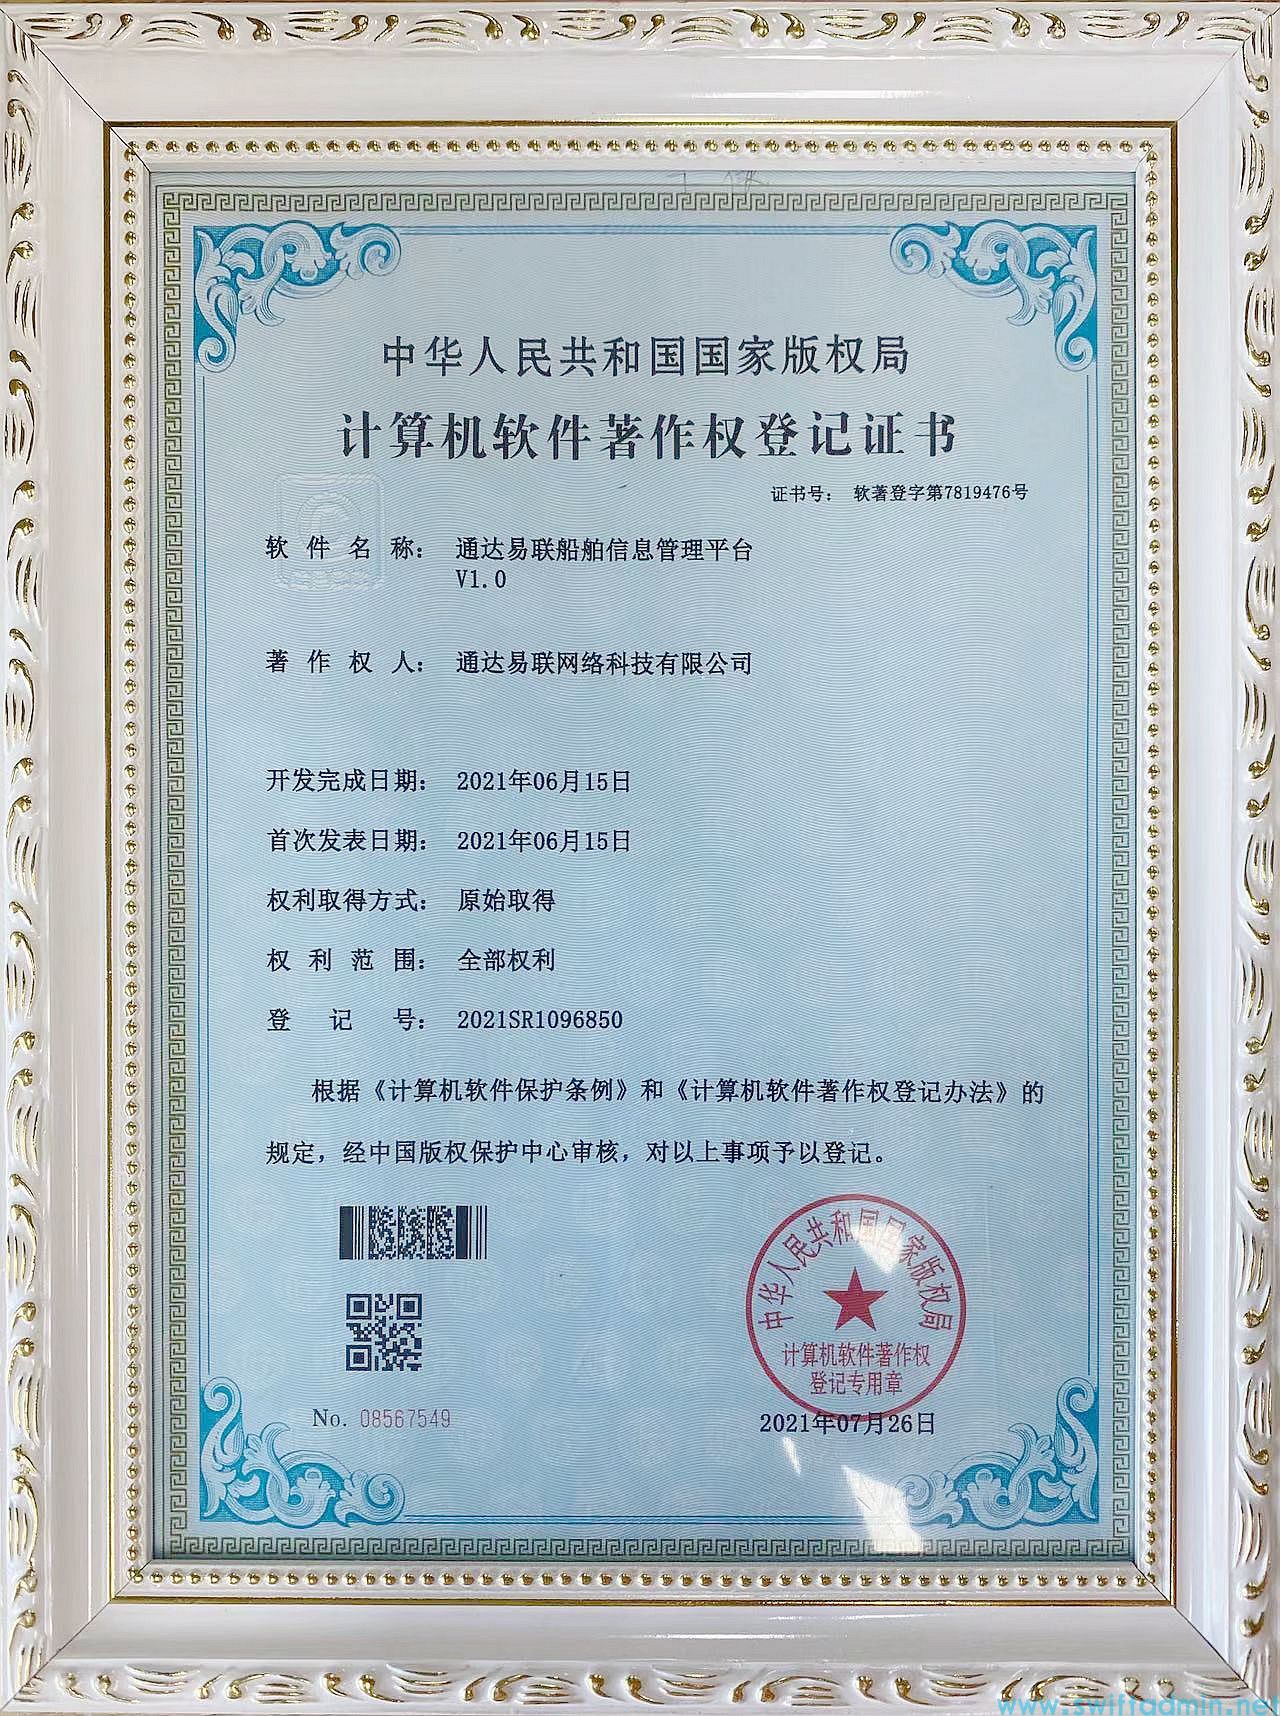 中华人民共和国国家版权局
计算机软件著作权登记证书
证书号： 软著登字第7819476号
软件名称： 通达易联船舶信息管理平台
V1.0
著作权人： 通达易联网络科技有限公司
开发完成日期： 2021年06月15日
首次发表日期： 2021年06月15日
权利取得方式： 原始取得
权利范围： 全部权利
登记号： 2021SR1096850
根据《计算机软件保护条例》和《计算机软件著作权登记办法》的
规定，经中国版权保护中心审核，对以上事项予以登记。
中华人民共和国国家版权局
计算机软件著作权
登记专用章
No. 08567549
2021年07月26日
www.swiftadmin.net